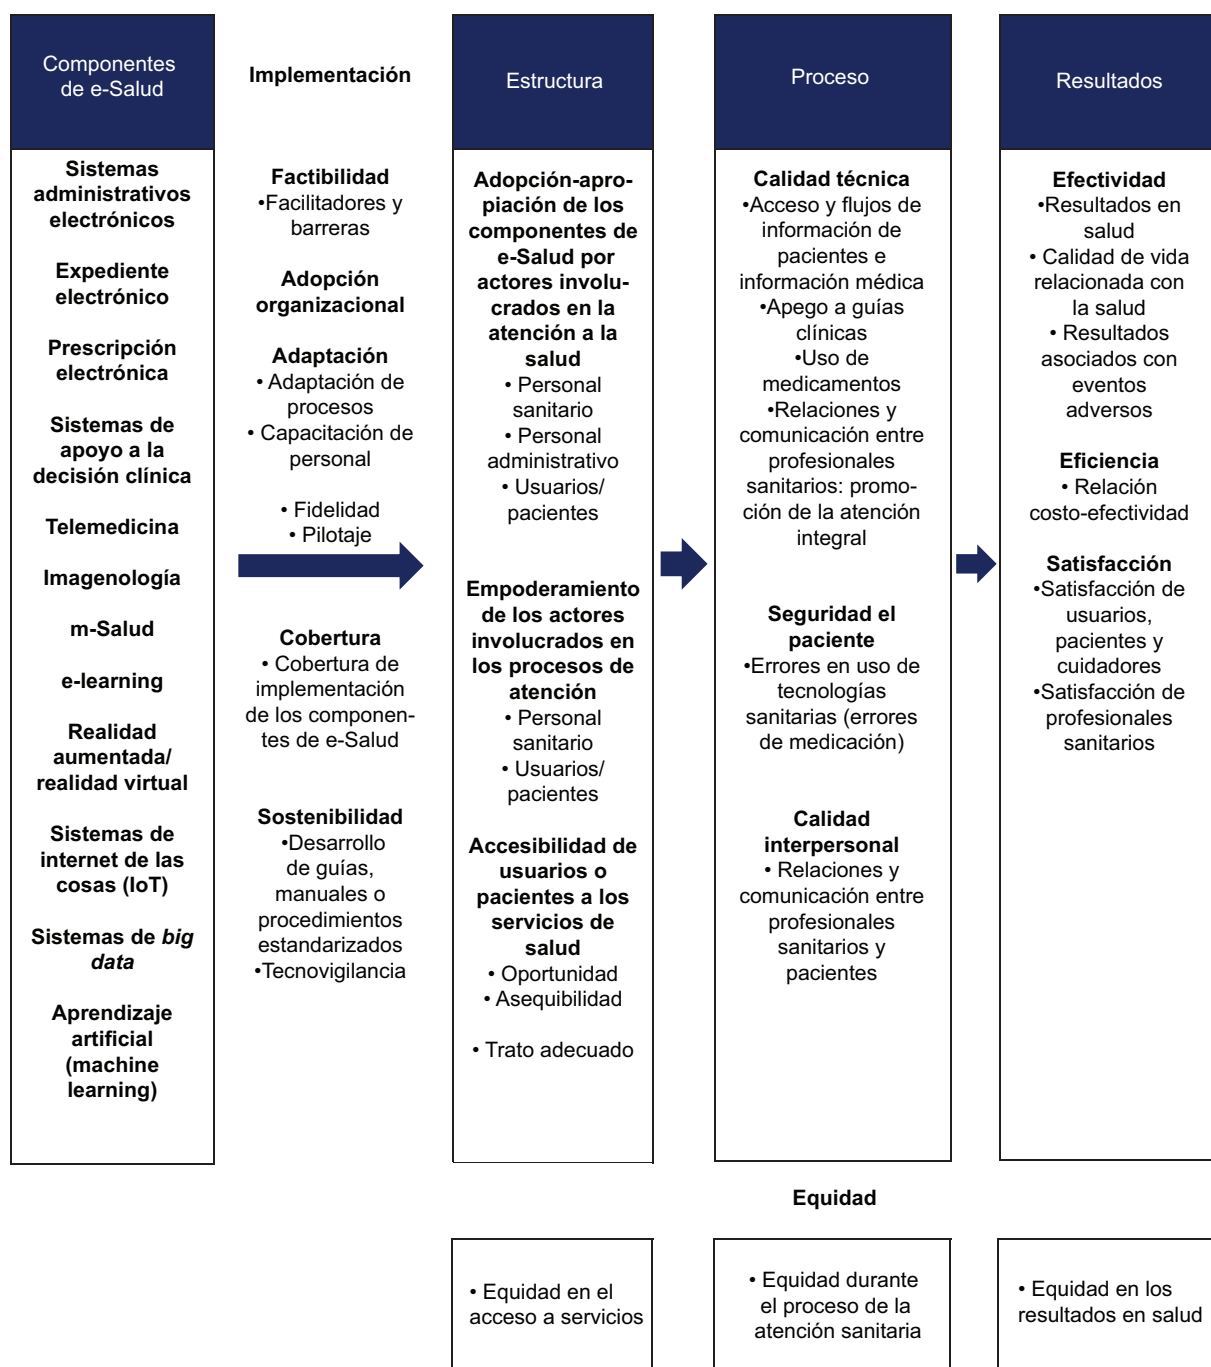 Componentes
de e-Salud
Sistemas
administrativos
electrónicos
Expediente
electrónico
Prescripción
electrónica
Sistemas de
apoyo a la
decisión clínica
Telemedicina
Imagenología
m-Salud
e-learning
Realidad
aumentada/
realidad virtual
Sistemas de
internet de las
cosas (IoT)
Sistemas de big
data
Aprendizaje
artificial
(machine
learning)
Implementación
Factibilidad
•Facilitadores y
barreras
Adopción
organizacional
Adaptación
• Adaptación de
procesos
• Capacitación de
personal
• Fidelidad
• Pilotaje
Cobertura
• Cobertura de
implementación
de los componen-
tes de e-Salud
Sostenibilidad
•Desarrollo
de guías,
manuales o
procedimientos
estandarizados
•Tecnovigilancia
Estructura
Adopción-apro-
piación de los
componentes de
e-Salud por
actores involu-
crados en la
atención a la
salud
• Personal
sanitario
• Personal
administrativo
• Usuarios/
pacientes
Empoderamiento
de los actores
involucrados en
los procesos de
atención
• Personal
sanitario
• Usuarios/
pacientes
Accesibilidad de
usuarios o
pacientes a los
servicios de
salud
• Oportunidad
• Asequibilidad
• Trato adecuado
Proceso
Calidad técnica
•Acceso y flujos de
información de
pacientes e
información médica
•Apego a guías
clínicas
•Uso de
medicamentos
•Relaciones y
comunicación entre
profesionales
sanitarios: promo-
ción de la atención
integral
Seguridad el
paciente
•Errores en uso de
tecnologías
sanitarias (errores
de medicación)
Calidad
interpersonal
• Relaciones y
comunicación entre
profesionales
sanitarios y
pacientes
Resultados
Efectividad
•Resultados en
salud
• Calidad de vida
relacionada con
la salud
• Resultados
asociados con
eventos
adversos
Eficiencia
• Relación
costo-efectividad
Satisfacción
•Satisfacción de
usuarios,
pacientes y
cuidadores
•Satisfacción de
profesionales
sanitarios
Equidad
• Equidad en el
acceso a servicios
• Equidad durante
el proceso de la
atención sanitaria
• Equidad en los
resultados en salud